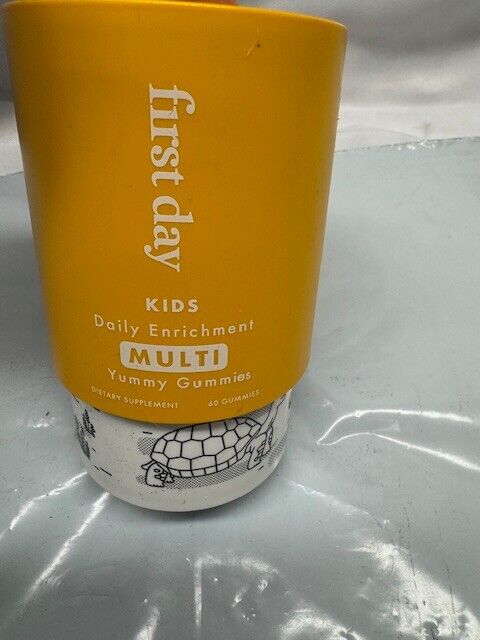 first day
KIDS
Daily Enrichment
MULTI
Yummy Gummies
DIETARY SUPPLEMENT 60 GUMMIES